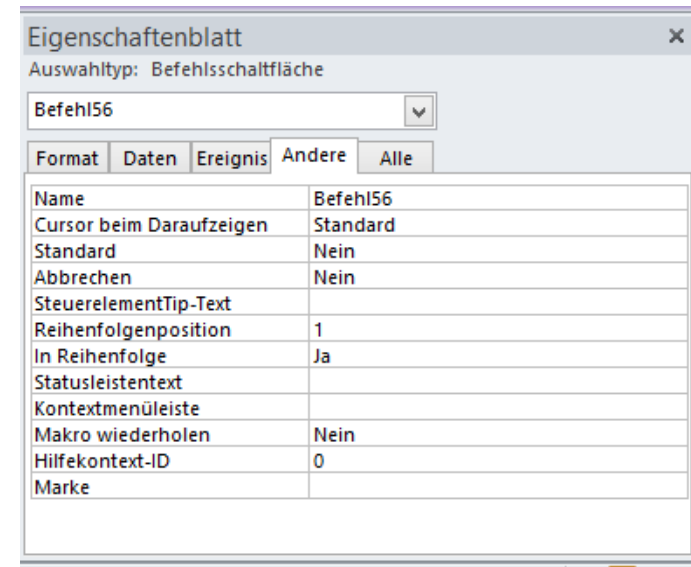 Eigenschaftenblatt
Auswahltyp: Befehlsschaltfläche
Befehl56
Format Daten Ereignis Andere Alle
Name Befehl56
Cursor beim Daraufzeigen Standard
Standard Nein
Abbrechen Nein
SteuerelementTip-Text
Reihenfolgenposition 1
In Reihenfolge Ja
Statusleistentext
Kontextmenüleiste
Makro wiederholen Nein
Hilfekontext-ID 0
Marke